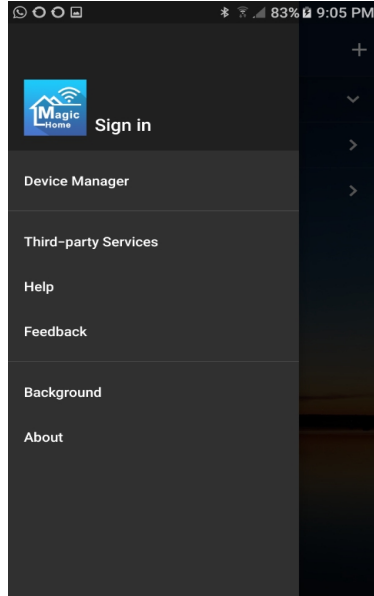 83% 9:05 PM
Magic
Home
Sign in
Device Manager
Third-party Services
Help
Feedback
Background
About